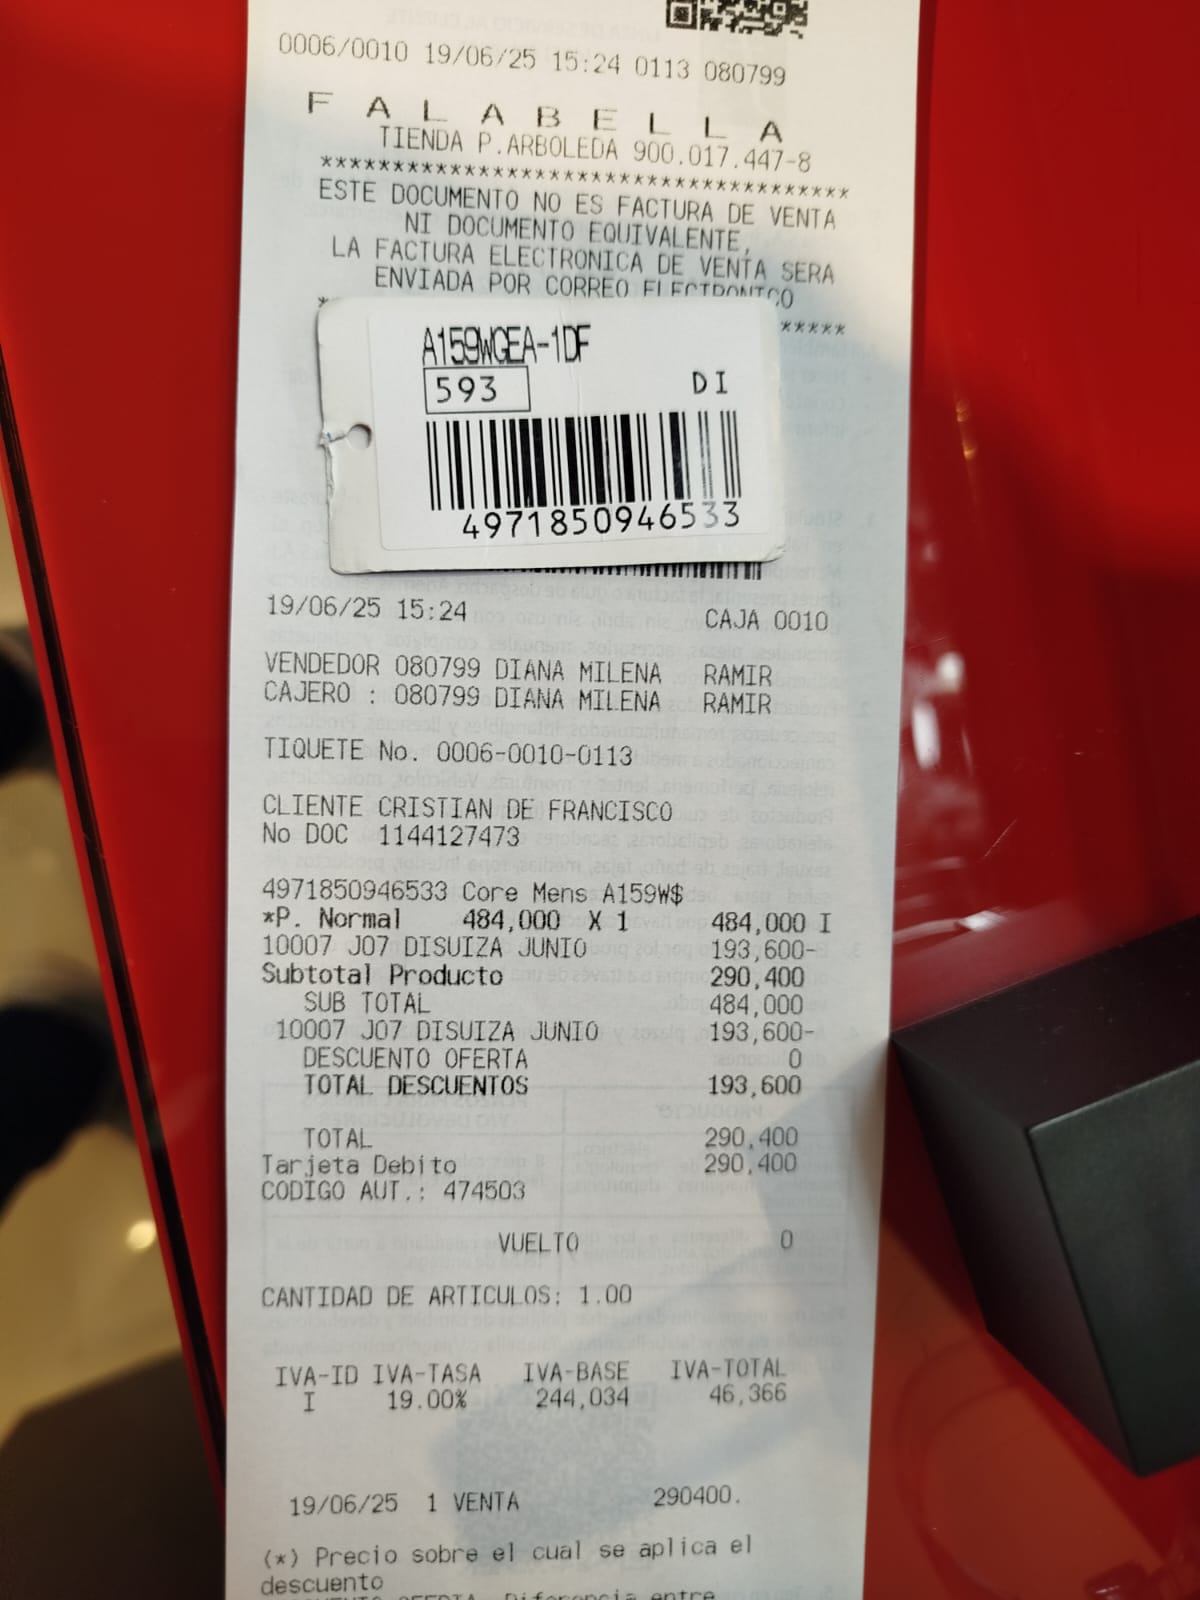 0006/0010 19/06/25 15:24 0113 080799
F A L A B E L L A
TIENDA P.ARBOLEDA 900.017.447-8
*************************************
ESTE DOCUMENTO NO ES FACTURA DE VENTA
NI DOCUMENTO EQUIVALENTE,
LA FACTURA ELECTRONICA DE VENTA SERA
ENVIADA POR CORREO ELECTRONICO
A159WGEA-1DF
593 DI
4971850946533
19/06/25 15:24 CAJA 0010
VENDEDOR 080799 DIANA MILENA RAMIR
CAJERO : 080799 DIANA MILENA RAMIR
TIQUETE No. 0006-0010-0113
CLIENTE CRISTIAN DE FRANCISCO
No DOC 1144127473
4971850946533 Core Mens A159W$
*P. Normal 484,000 X 1 484,000 I
10007 J07 DISUIZA JUNIO 193,600-
Subtotal Producto 290,400
SUB TOTAL 484,000
10007 J07 DISUIZA JUNIO 193,600-
DESCUENTO OFERTA 0
TOTAL DESCUENTOS 193,600
TOTAL 290,400
Tarjeta Debito 290,400
CODIGO AUT.: 474503
VUELTO 0
CANTIDAD DE ARTICULOS: 1.00
IVA-ID IVA-TASA IVA-BASE IVA-TOTAL
I 19.00% 244,034 46,366
19/06/25 1 VENTA 290400.
(*) Precio sobre el cual se aplica el
descuento
OFERTA. Diferencia entre